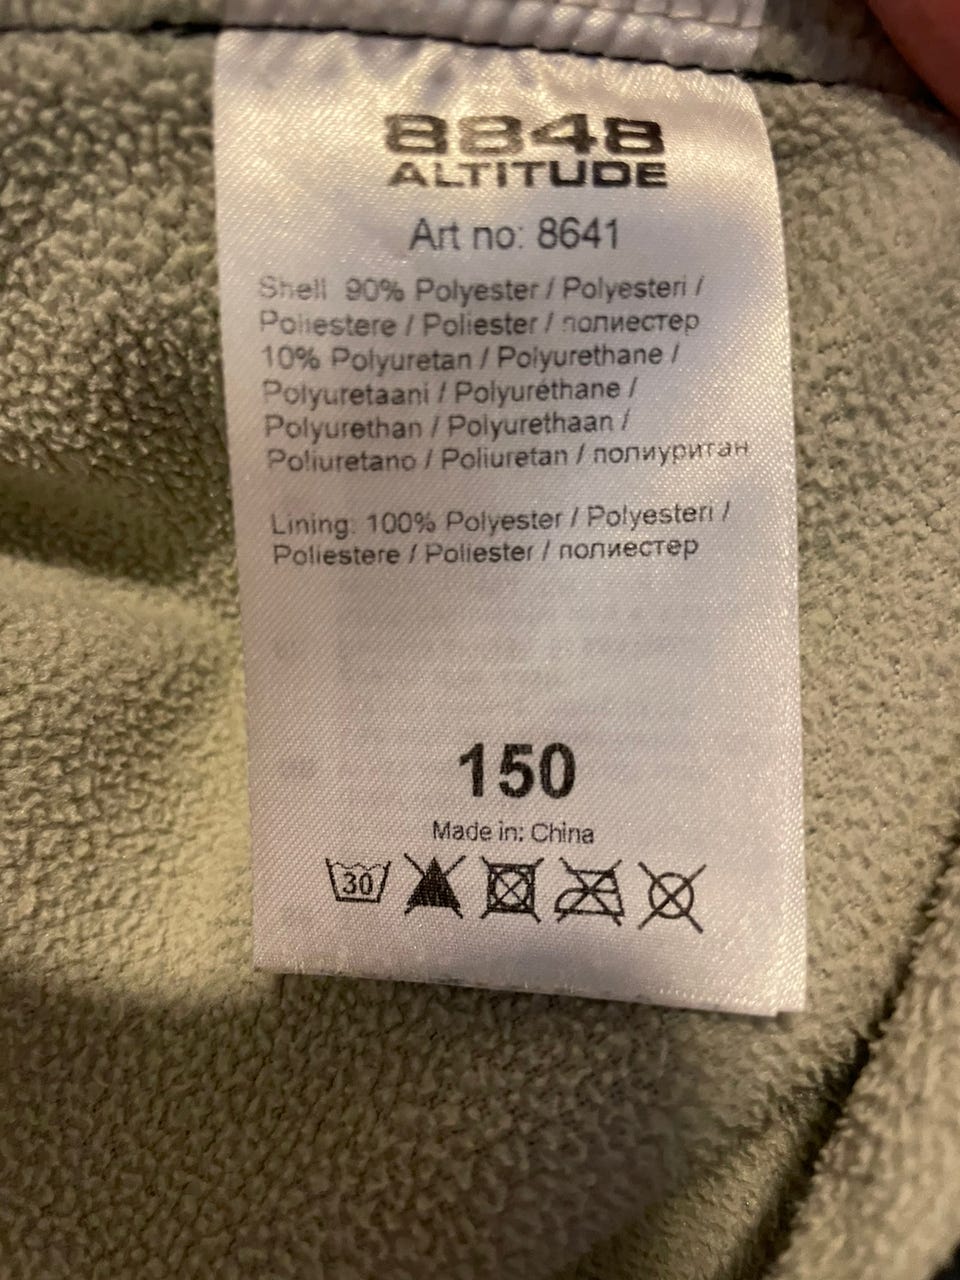 8848
ALTITUDE
Art no: 8641
Shell 90% Polyester / Polyesteri /
Poliestere / Poliester / полиестер
10% Polyuretan / Polyurethane /
Polyuretaani / Polyuréthane /
Polyurethan / Polyurethaan /
Poliuretano / Poliuretan / полиуритан
Lining: 100% Polyester / Polyesteri /
Poliestere / Poliester / полиестер
150
Made in: China
30